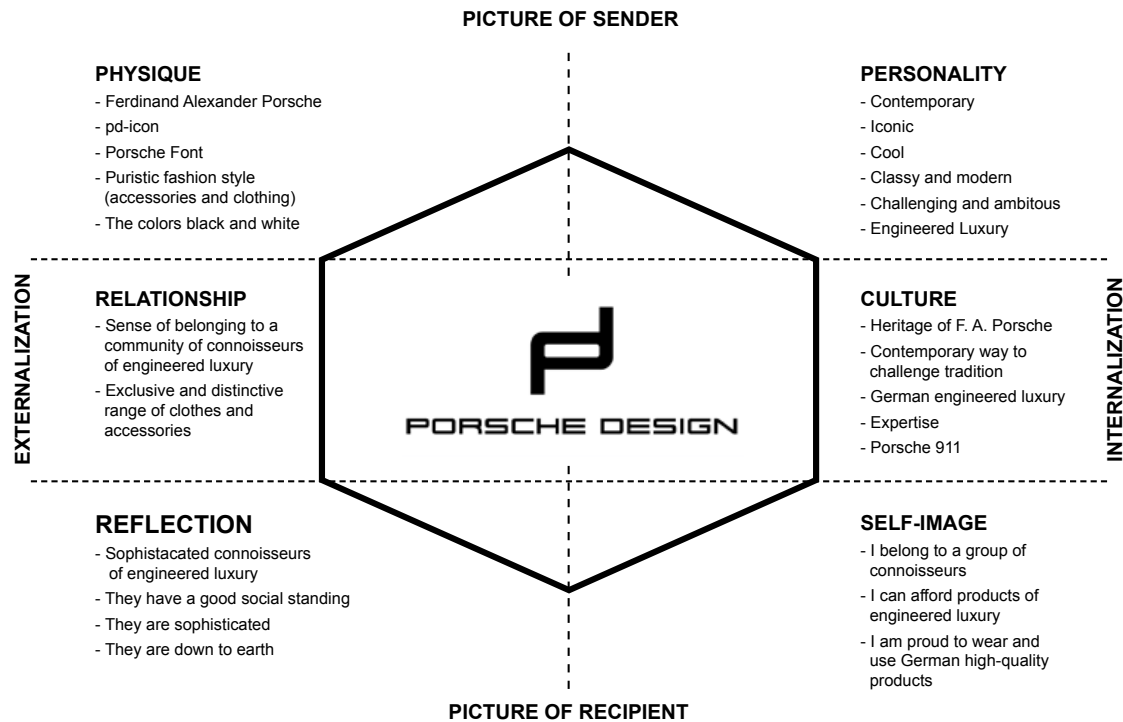 PICTURE OF SENDER
PHYSIQUE
- Ferdinand Alexander Porsche
- pd-icon
- Porsche Font
- Puristic fashion style
(accessories and clothing)
- The colors black and white
PERSONALITY
- Contemporary
- Iconic
- Cool
- Classy and modern
- Challenging and ambitous
- Engineered Luxury
EXTERNALIZATION
RELATIONSHIP
- Sense of belonging to a
community of connoisseurs
of engineered luxury
- Exclusive and distinctive
range of clothes and
accessories
pd
PORSCHE DESIGN
CULTURE
- Heritage of F. A. Porsche
- Contemporary way to
challenge tradition
- German engineered luxury
- Expertise
- Porsche 911
INTERNALIZATION
REFLECTION
- Sophistacated connoisseurs
of engineered luxury
- They have a good social standing
- They are sophisticated
- They are down to earth
SELF-IMAGE
- I belong to a group of
connoisseurs
- I can afford products of
engineered luxury
- I am proud to wear and
use German high-quality
products
PICTURE OF RECIPIENT